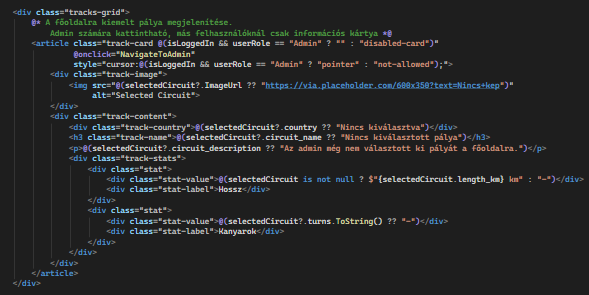 <div class="tracks-grid">
@* A főoldalra kiemelt pálya megjelenítése.
Admin számára kattintható, más felhasználóknál csak információs kártya *@
<article class="track-card @(isLoggedIn && userRole == "Admin" ? "" : "disabled-card")"
@onclick="NavigateToAdmin"
style="cursor:@(isLoggedIn && userRole == "Admin" ? "pointer" : "not-allowed");">
<div class="track-image">
<img src="@(selectedCircuit?.ImageUrl ?? "https://via.placeholder.com/600x350?text=Nincs+kep")"
alt="Selected Circuit">
</div>
<div class="track-content">
<div class="track-country">@(selectedCircuit?.country ?? "Nincs kiválasztva")</div>
<h3 class="track-name">@(selectedCircuit?.circuit_name ?? "Nincs kiválasztott pálya")</h3>
<p>@(selectedCircuit?.circuit_description ?? "Az admin még nem választott ki pályát a főoldalra.")</p>
<div class="track-stats">
<div class="stat">
<div class="stat-value">@(selectedCircuit is not null ? $"{selectedCircuit.length_km} km" : "-")</div>
<div class="stat-label">Hossz</div>
</div>
<div class="stat">
<div class="stat-value">@(selectedCircuit?.turns.ToString() ?? "-")</div>
<div class="stat-label">Kanyarok</div>
</div>
</div>
</div>
</article>
</div>